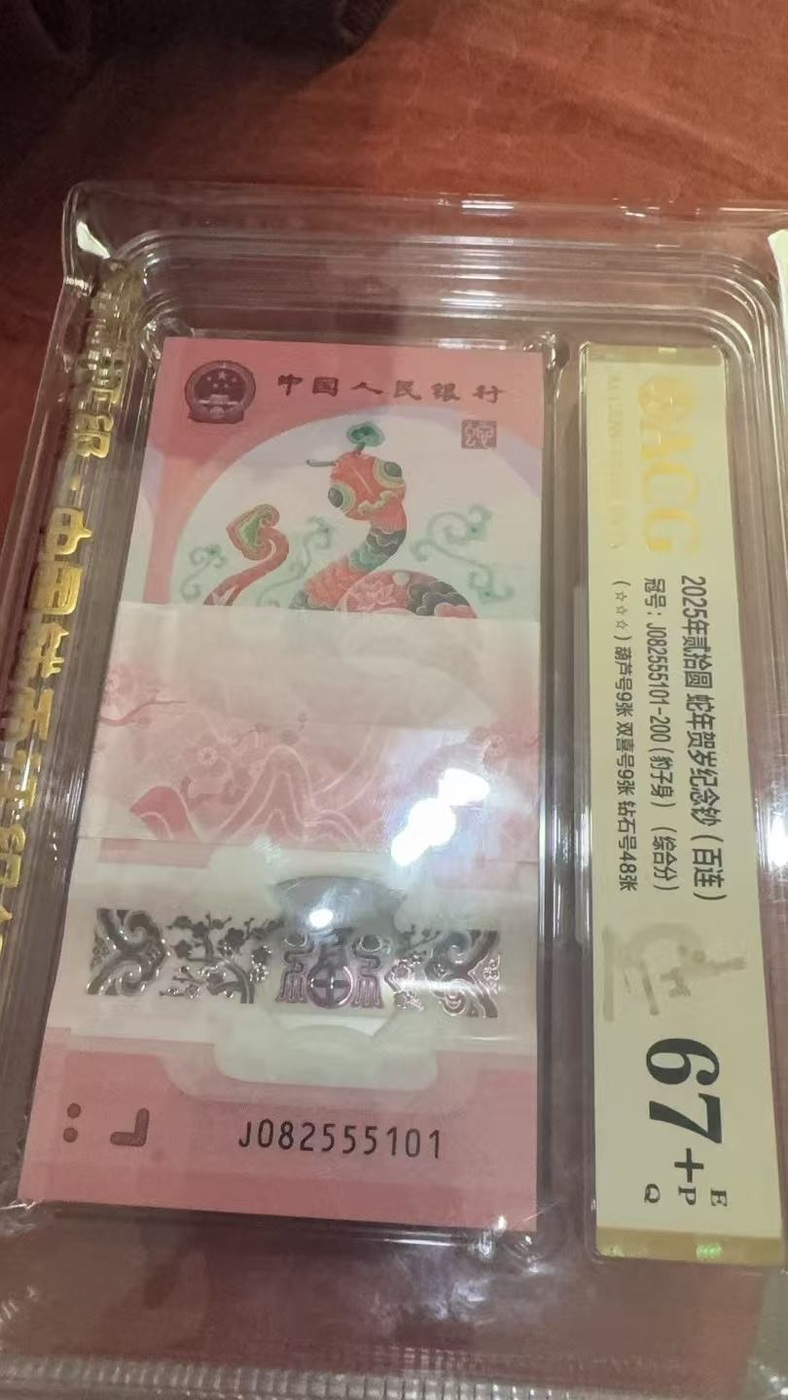 中国人民银行
J082555101
ACG
2025年贰拾圆 蛇年贺岁纪念钞(百连)
冠号:J082555101-200(豹子身)(综合分)
(☆☆☆)葫芦号9张 双喜号9张 钻石号48张
67+
E
P
Q